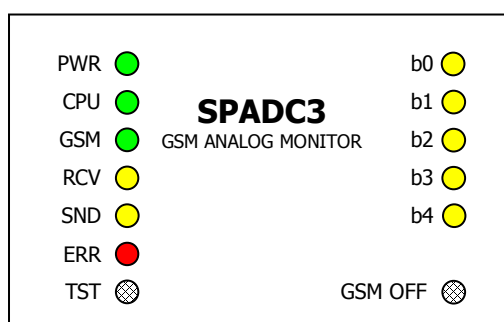 PWR
CPU
GSM
RCV
SND
ERR
TST
SPADC3
GSM ANALOG MONITOR
b0
b1
b2
b3
b4
GSM OFF